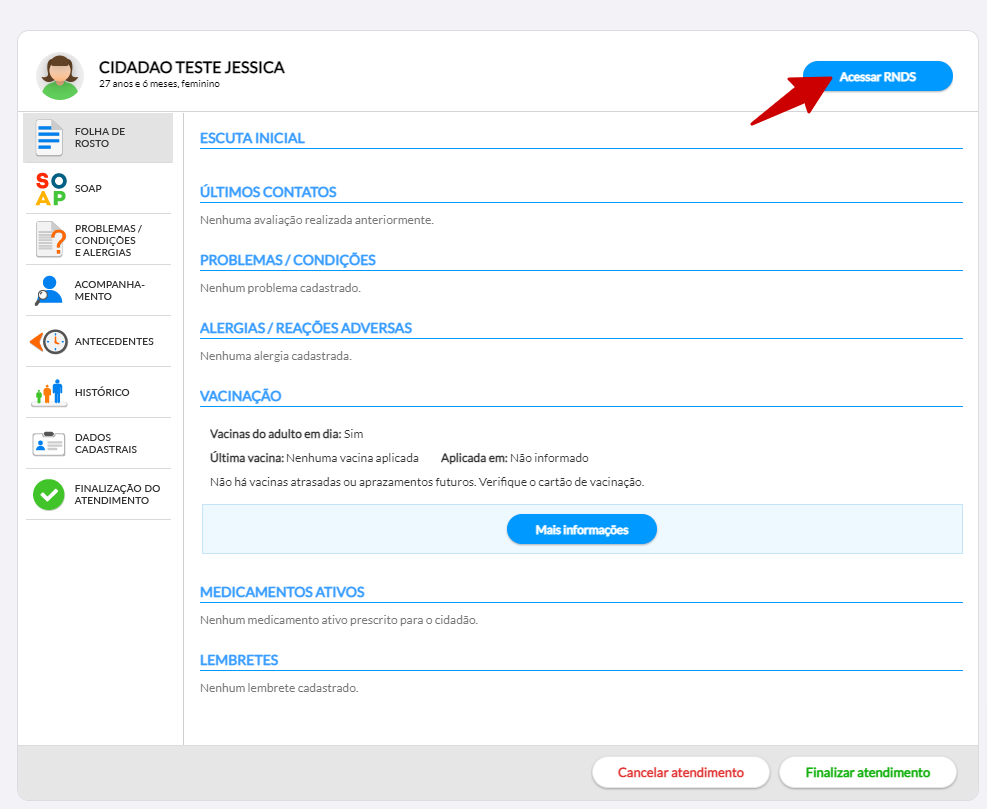 CIDADAO TESTE JESSICA
27 anos e 6 meses, feminino
Acessar RNDS
FOLHA DE
ROSTO
SO
AP
SOAP
PROBLEMAS /
CONDIÇÕES
E ALERGIAS
ACOMPANHA-
MENTO
ANTECEDENTES
HISTÓRICO
DADOS
CADASTRAIS
FINALIZAÇÃO DO
ATENDIMENTO
ESCUTA INICIAL
ÚLTIMOS CONTATOS
Nenhuma avaliação realizada anteriormente.
PROBLEMAS / CONDIÇÕES
Nenhum problema cadastrado.
ALERGIAS / REAÇÕES ADVERSAS
Nenhuma alergia cadastrada.
VACINAÇÃO
Vacinas do adulto em dia: Sim
Última vacina: Nenhuma vacina aplicada Aplicada em: Não informado
Não há vacinas atrasadas ou aprazamentos futuros. Verifique o cartão de vacinação.
Mais informações
MEDICAMENTOS ATIVOS
Nenhum medicamento ativo prescrito para o cidadão.
LEMBRETES
Nenhum lembrete cadastrado.
Cancelar atendimento
Finalizar atendimento